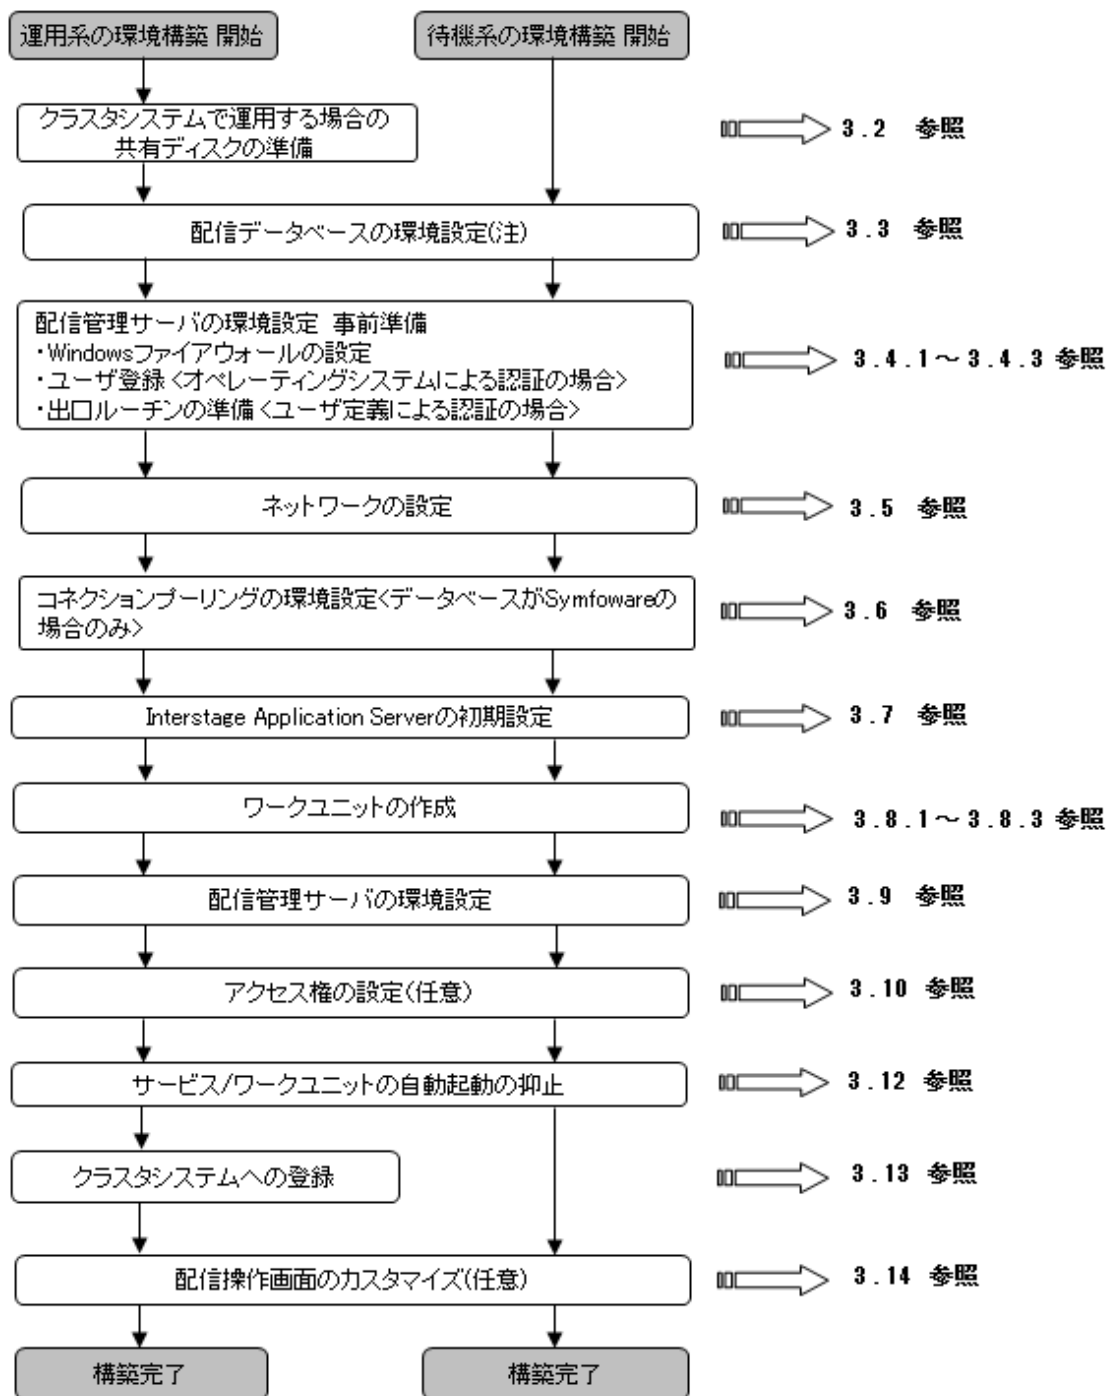 運用系の環境構築 開始
待機系の環境構築 開始
クラスタシステムで運用する場合の
共有ディスクの準備
3.2 参照
配信データベースの環境設定(注)
3.3 参照
配信管理サーバの環境設定 事前準備
・Windowsファイアウォールの設定
・ユーザ登録<オペレーティングシステムによる認証の場合>
・出口ルーチンの準備<ユーザ定義による認証の場合>
3.4.1～3.4.3 参照
ネットワークの設定
3.5 参照
コネクションプーリングの環境設定<データベースがSymfowareの
場合のみ>
3.6 参照
Interstage Application Serverの初期設定
3.7 参照
ワークユニットの作成
3.8.1～3.8.3 参照
配信管理サーバの環境設定
3.9 参照
アクセス権の設定(任意)
3.10 参照
サービス/ワークユニットの自動起動の抑止
3.12 参照
クラスタシステムへの登録
3.13 参照
配信操作画面のカスタマイズ(任意)
3.14 参照
構築完了
構築完了